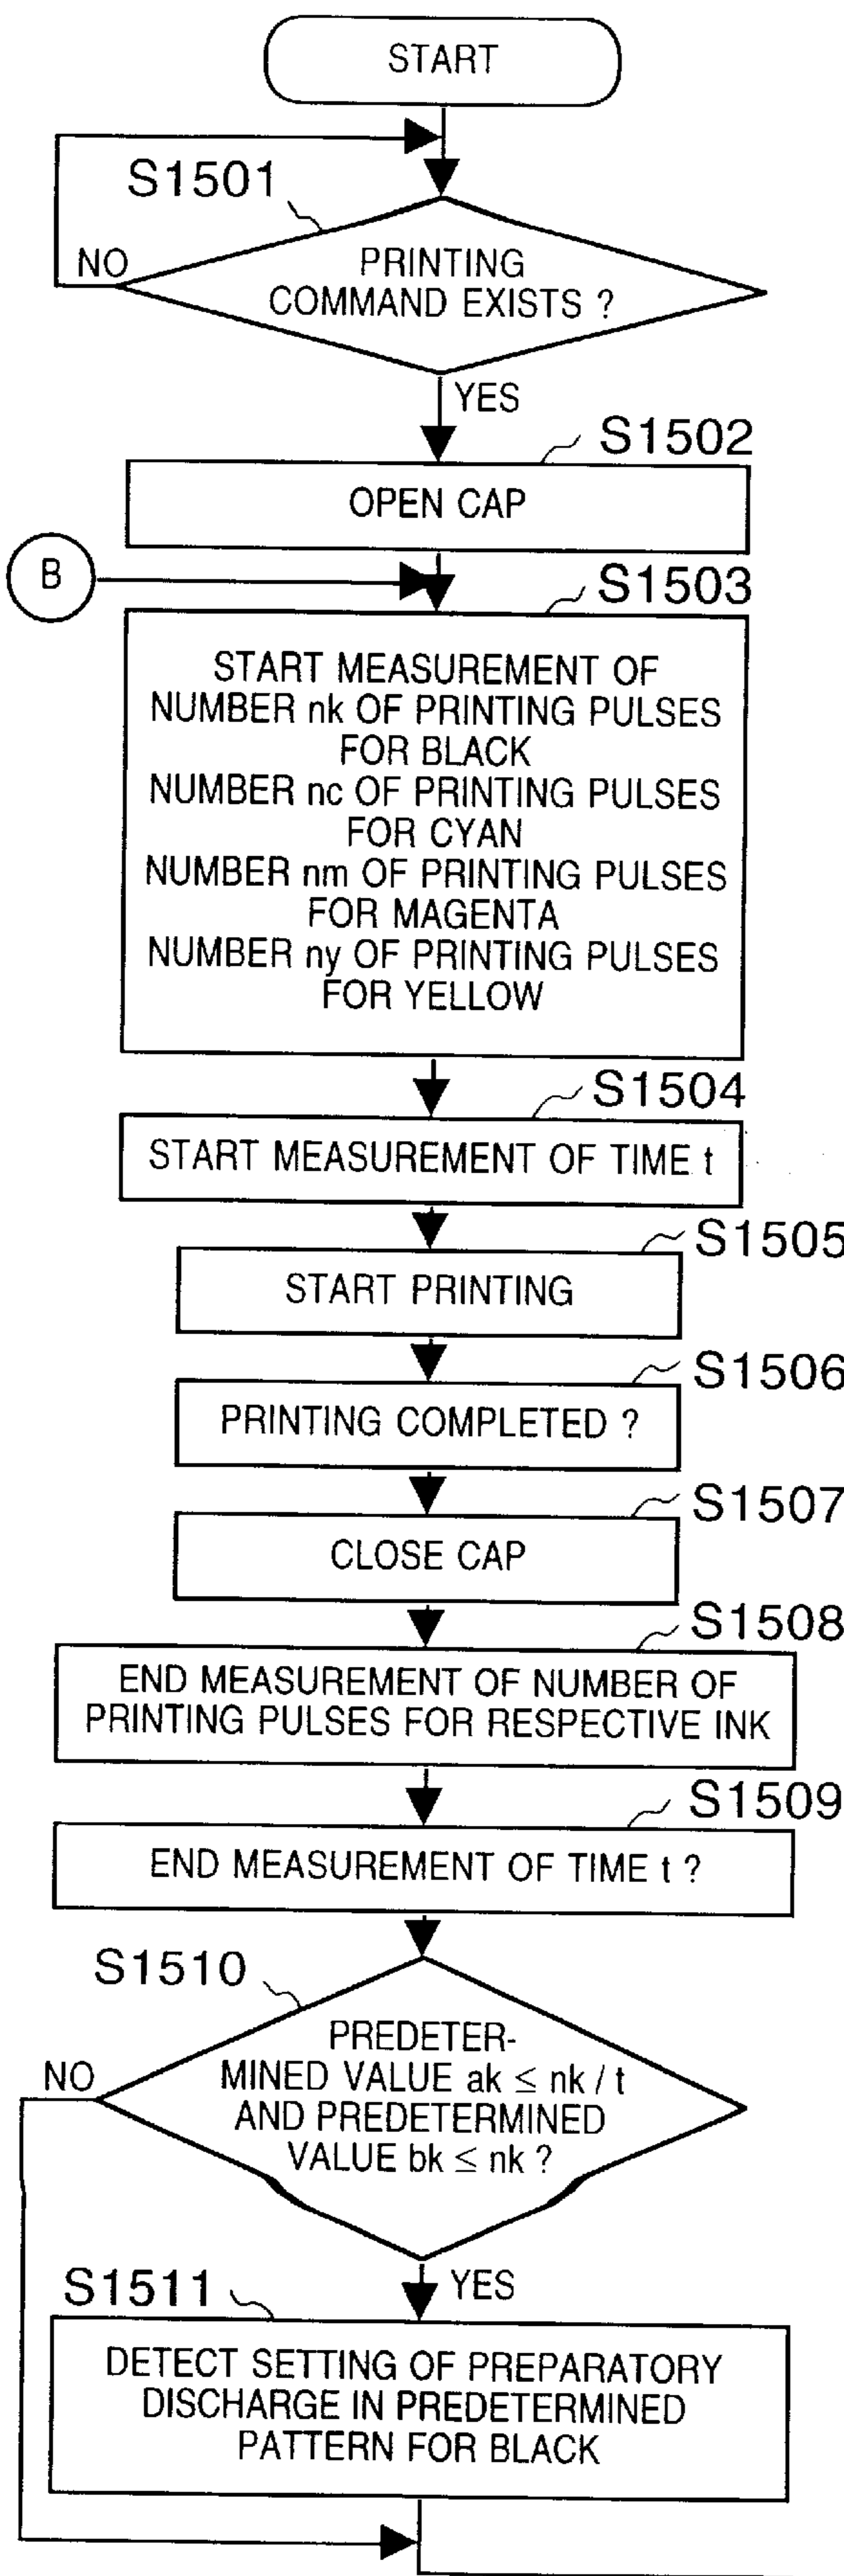 START
S1501
NO
PRINTING
COMMAND EXISTS ?
YES
S1502
OPEN CAP
B
S1503
START MEASUREMENT OF
NUMBER nk OF PRINTING PULSES
FOR BLACK
NUMBER nc OF PRINTING PULSES
FOR CYAN
NUMBER nm OF PRINTING PULSES
FOR MAGENTA
NUMBER ny OF PRINTING PULSES
FOR YELLOW
S1504
START MEASUREMENT OF TIME t
S1505
START PRINTING
S1506
PRINTING COMPLETED ?
S1507
CLOSE CAP
S1508
END MEASUREMENT OF NUMBER OF
PRINTING PULSES FOR RESPECTIVE INK
S1509
END MEASUREMENT OF TIME t ?
S1510
NO
PREDETER-
MINED VALUE ak ≤ nk / t
AND PREDETERMINED
VALUE bk ≤ nk ?
YES
S1511
DETECT SETTING OF PREPARATORY
DISCHARGE IN PREDETERMINED
PATTERN FOR BLACK